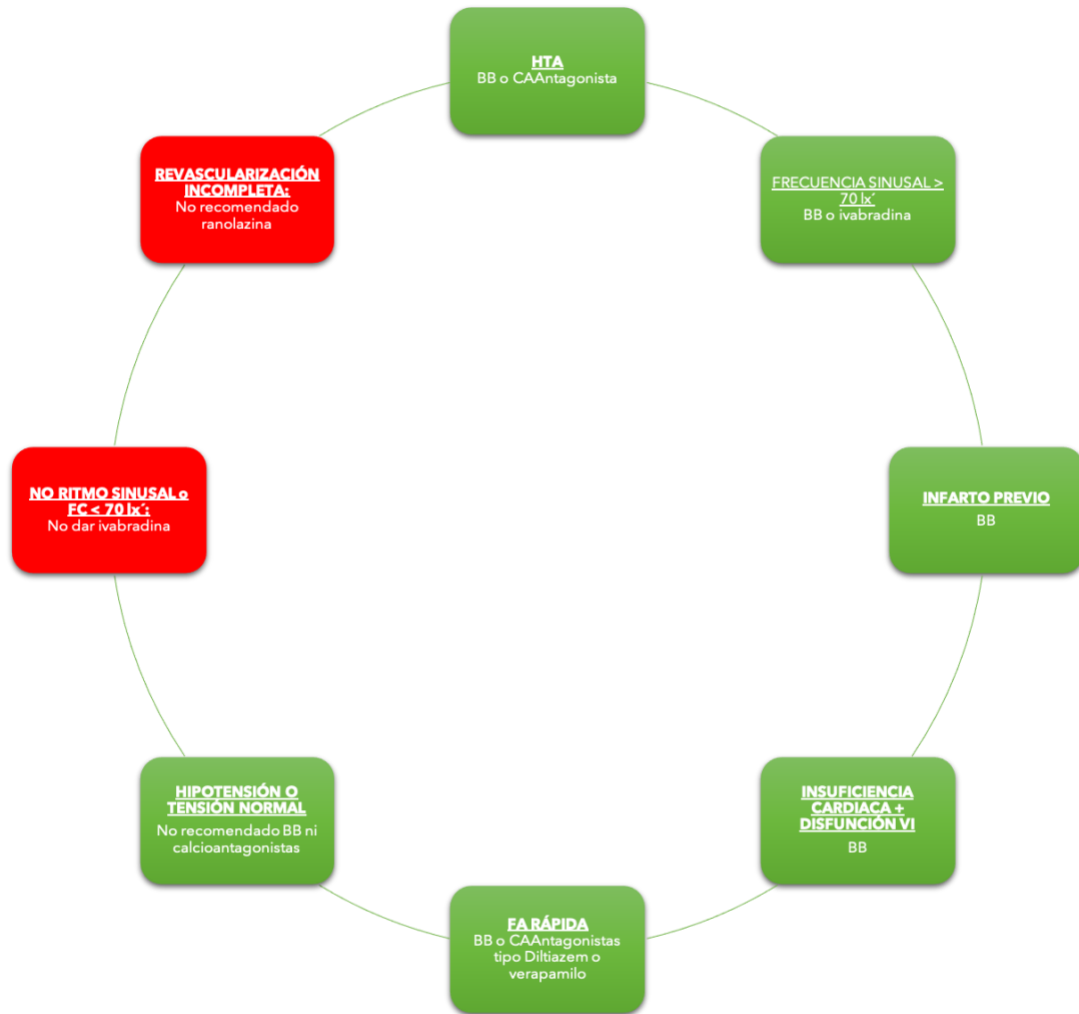 HTA
BB o CAAntagonista
FRECUENCIA SINUSAL >
70 lx´
BB o ivabradina
INFARTO PREVIO
BB
INSUFICIENCIA
CARDIACA +
DISFUNCIÓN VI
BB
FA RÁPIDA
BB o CAAntagonistas
tipo Diltiazem o
verapamilo
HIPOTENSIÓN O
TENSIÓN NORMAL
No recomendado BB ni
calcioantagonistas
NO RITMO SINUSAL o
FC < 70 lx´:
No dar ivabradina
REVASCULARIZACIÓN
INCOMPLETA:
No recomendado
ranolazina